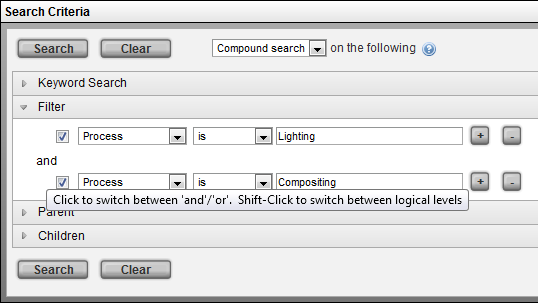 Search Criteria
Search Clear Compound search on the following ?
Keyword Search
Filter
Process is Lighting + -
and
Process is Compositing + -
Click to switch between 'and'/'or'. Shift-Click to switch between logical levels
Parent
Children
Search Clear